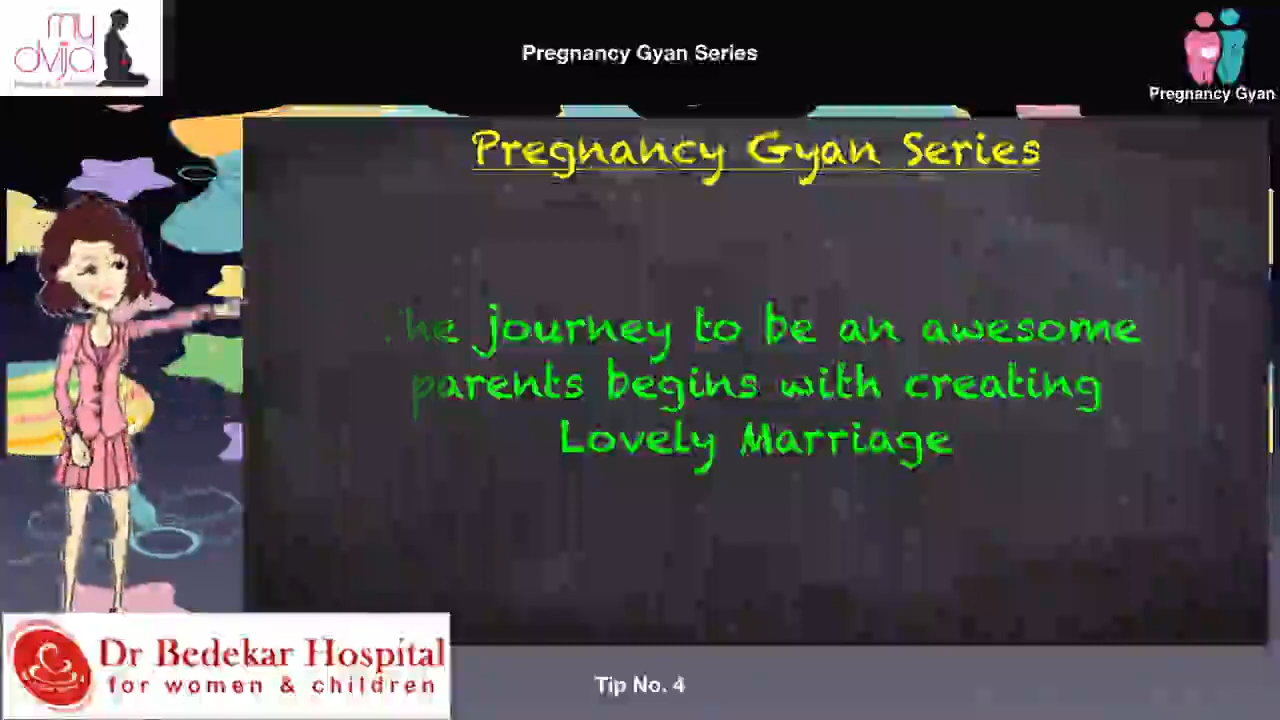 my
dvija
Pregnancy Gyan Series
Pregnancy Gyan
Pregnancy Gyan Series
he journey to be an awesome
parents begins with creating
Lovely Marriage
Dr Bedekar Hospital
for women & children
Tip No. 4